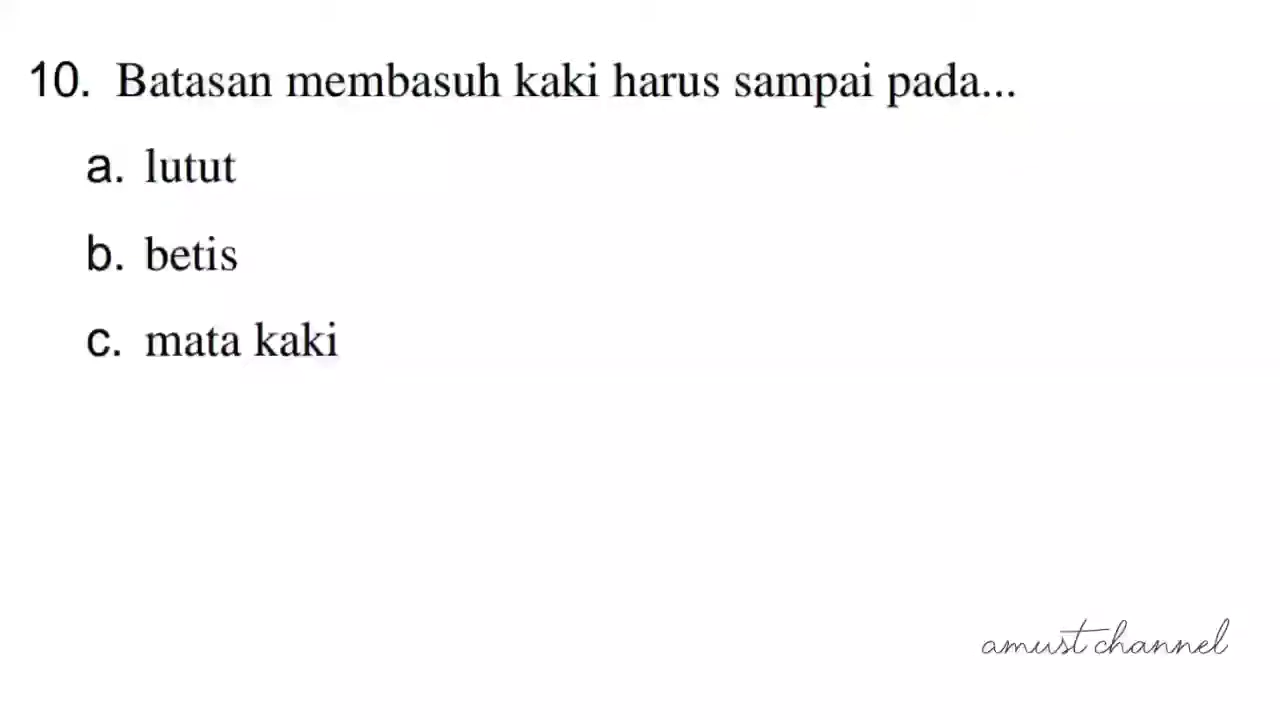 10. Batasan membasuh kaki harus sampai pada...
a. lutut
b. betis
c. mata kaki
amust channel